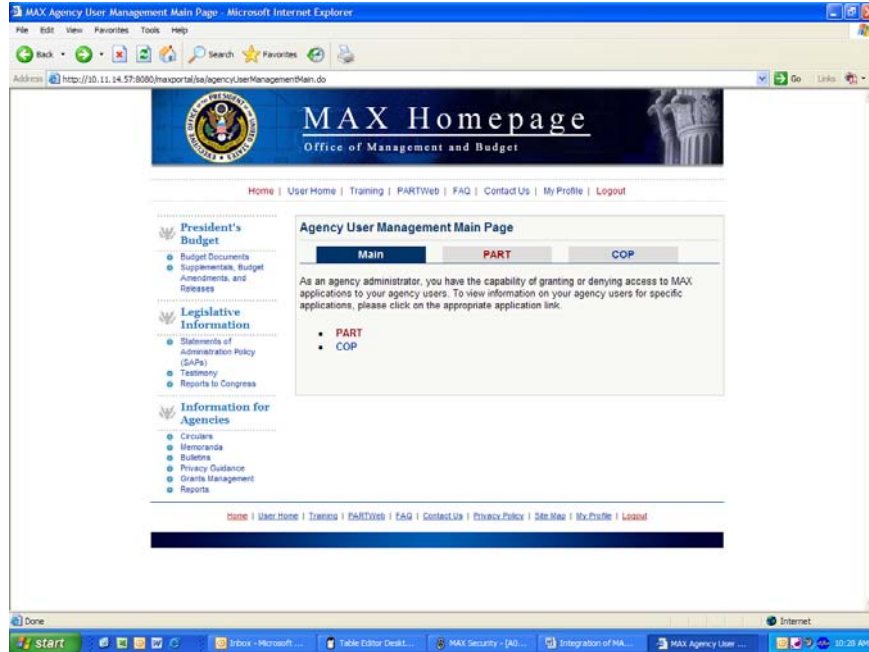 MAX Agency User Management Main Page - Microsoft Internet Explorer
File Edit View Favorites Tools Help
Back Search Favorites
Address http://10.11.14.57:8080/maxportal/sa/agencyUserManagementMain.do Go Links
MAX Homepage
Office of Management and Budget
Home | User Home | Training | PARTWeb | FAQ | Contact Us | My Profile | Logout
President's
Budget
Budget Documents
Supplementals, Budget
Amendments, and
Releases
Legislative
Information
Statements of
Administration Policy
(SAPs)
Testimony
Reports to Congress
Information for
Agencies
Circulars
Memoranda
Bulletins
Privacy Guidance
Grants Management
Reports
Agency User Management Main Page
Main PART COP
As an agency administrator, you have the capability of granting or denying access to MAX
applications to your agency users. To view information on your agency users for specific
applications, please click on the appropriate application link.
PART
COP
Home | User Home | Training | PARTWeb | FAQ | Contact Us | Privacy Policy | Site Map | My Profile | Logout
Done Internet
start Inbox - Microsoft ... Table Editor Deskt... MAX Security - [AG... Integration of MA... MAX Agency User ... 10:28 AM